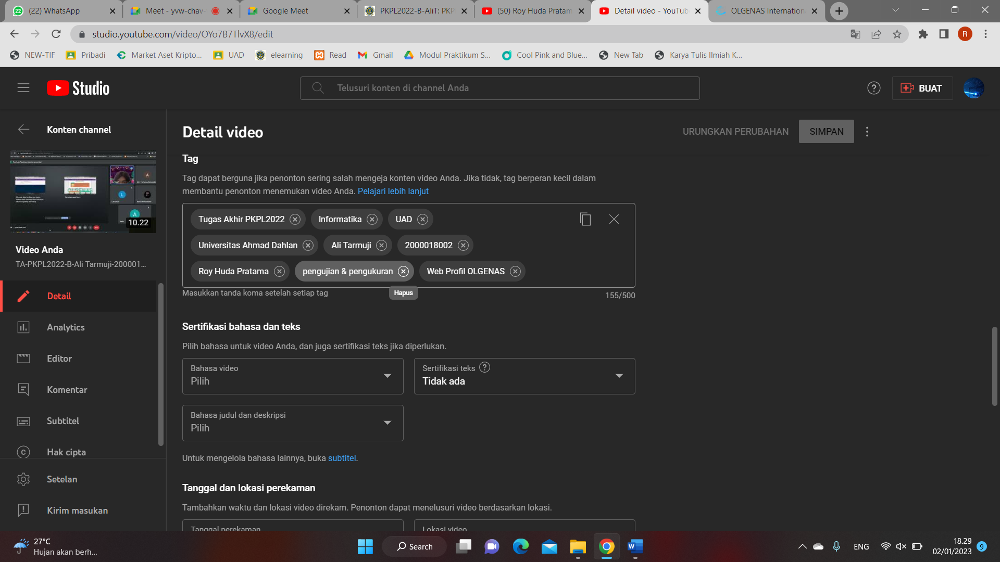 (22) WhatsApp
Meet - yvw-chav-
Google Meet
PKPL2022-B-AliT: PKP
(50) Roy Huda Pratam
Detail video - YouTub
OLGENAS Internation
studio.youtube.com/video/OYo7B7TlvX8/edit
R
NEW-TIF
Pribadi
Market Aset Kripto...
UAD
elearning
Read
Gmail
Modul Praktikum S...
Cool Pink and Blue...
New Tab
Karya Tulis Ilmiah K...
Studio
Telusuri konten di channel Anda
BUAT
Konten channel
10.22
Video Anda
TA-PKPL2022-B-Ali Tarmuji-200001...
Detail
Analytics
Editor
Komentar
Subtitel
Hak cipta
Setelan
Kirim masukan
Detail video
URUNGKAN PERUBAHAN
SIMPAN
Tag
Tag dapat berguna jika penonton sering salah mengeja konten video Anda. Jika tidak, tag berperan kecil dalam
membantu penonton menemukan video Anda. Pelajari lebih lanjut
Tugas Akhir PKPL2022
Informatika
UAD
Universitas Ahmad Dahlan
Ali Tarmuji
2000018002
Roy Huda Pratama
pengujian & pengukuran
Web Profil OLGENAS
Masukkan tanda koma setelah setiap tag
Hapus
155/500
Sertifikasi bahasa dan teks
Pilih bahasa untuk video Anda, dan juga sertifikasi teks jika diperlukan.
Bahasa video
Pilih
Sertifikasi teks
Tidak ada
Bahasa judul dan deskripsi
Pilih
Untuk mengelola bahasa lainnya, buka subtitel.
Tanggal dan lokasi perekaman
Tambahkan waktu dan lokasi video direkam. Penonton dapat menelusuri video berdasarkan lokasi.
Tanggal perekaman
Lokasi video
27°C
Hujan akan berh...
Search
ENG
18.29
02/01/2023
9